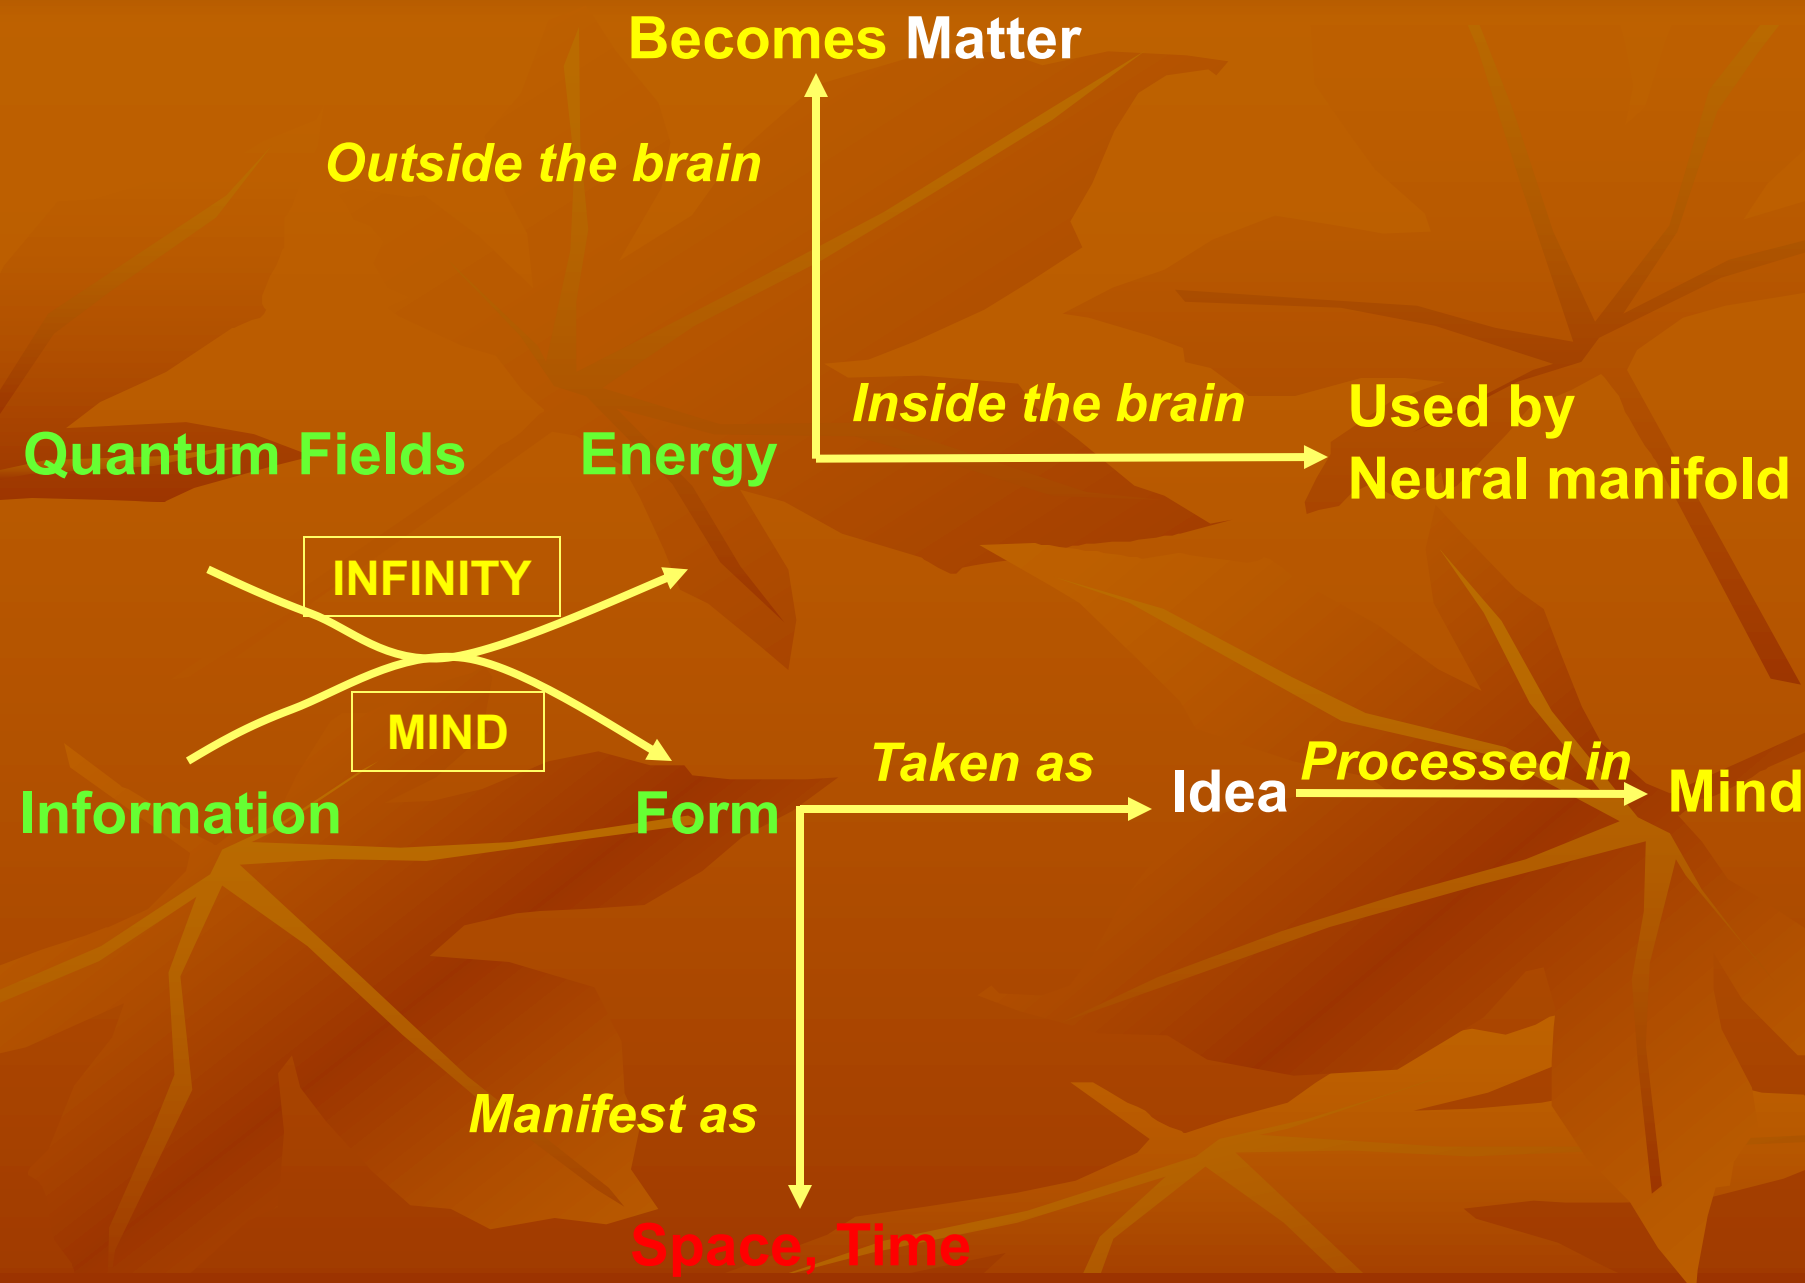 Becomes Matter
Outside the brain
Inside the brain
Used by
Neural manifold
Quantum Fields
Energy
INFINITY
MIND
Information
Form
Taken as
Idea
Processed in
Mind
Manifest as
Space, Time